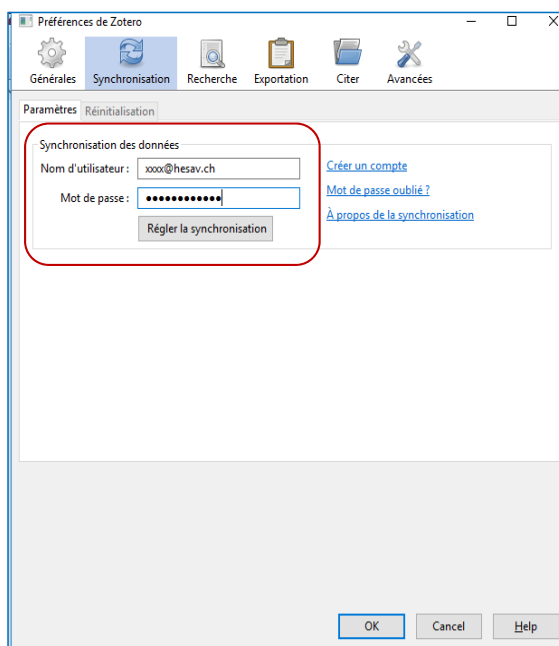 Préférences de Zotero
Générales Synchronisation Recherche Exportation Citer Avancées
Paramètres Réinitialisation
Synchronisation des données
Nom d'utilisateur : xxxx@hesav.ch Créer un compte
Mot de passe : ●●●●●●●●●●●● Mot de passe oublié ?
À propos de la synchronisation
Régler la synchronisation
OK Cancel Help